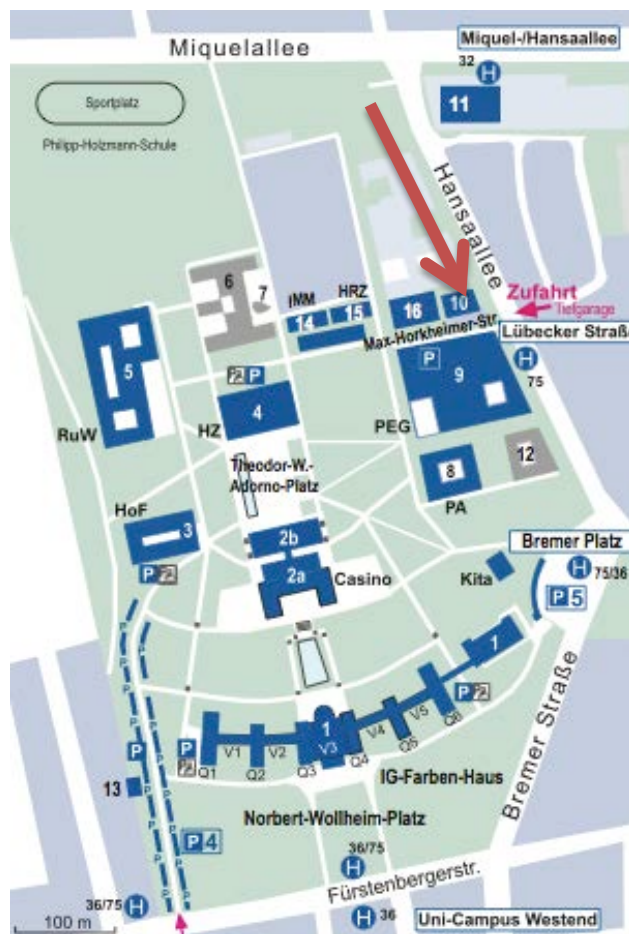 Miquelallee
Miquel-/Hansaallee
32
H
11
Sportplatz
Philipp-Holzmann-Schule
Hansaallee
6
7
IMM
HRZ
14
15
16
10
Zufahrt
Tiefgarage
Max-Horkheimer-Str.
Lübecker Straße
H
75
5
P
P
9
4
RuW
HZ
PEG
Theodor-W.-
Adorno-Platz
8
12
PA
HoF
3
2b
2a
Casino
Kita
Bremer Platz
H
75/36
P 5
P
1
P
V1
V2
V3
V4
V5
Q1
Q2
Q3
Q4
Q5
Q6
1
P
P
13
IG-Farben-Haus
Norbert-Wollheim-Platz
Bremer Straße
P 4
36/75
H
Fürstenbergerstr.
36/75
H
H
36
Uni-Campus Westend
100 m